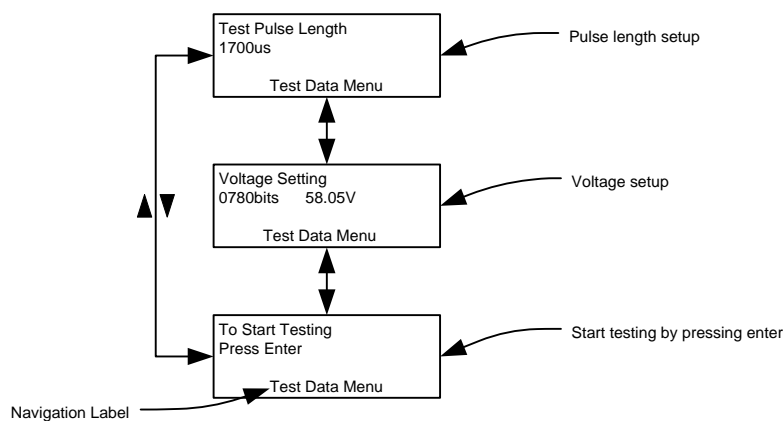 Test Pulse Length
1700us
Test Data Menu
Pulse length setup
Voltage Setting
0780bits 58.05V
Test Data Menu
Voltage setup
To Start Testing
Press Enter
Test Data Menu
Start testing by pressing enter
Navigation Label